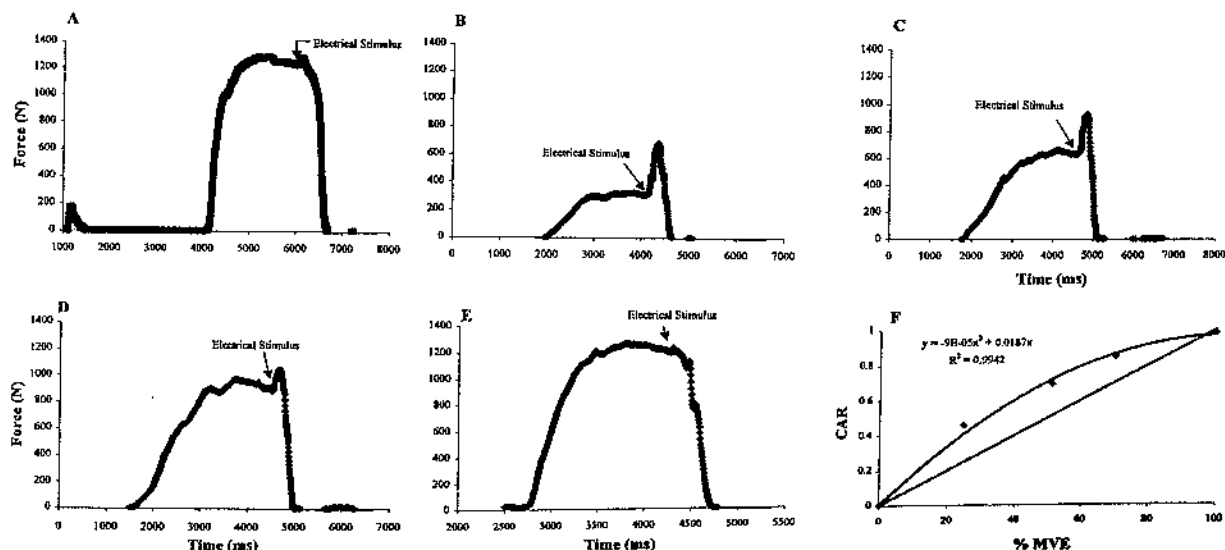 A
Force (N)
1400
1200
1000
800
600
400
200
0
Electrical Stimulus
1000 2000 3000 4000 5000 6000 7000 8000
B
1400
1200
1000
800
600
400
200
0
Electrical Stimulus
0 1000 2000 3000 4000 5000 6000 7000
C
1400
1200
1000
800
600
400
200
0
Electrical Stimulus
0 1000 2000 3000 4000 5000 6000 7000 8000
Time (ms)
D
Force (N)
1400
1200
1000
800
600
400
200
0
Electrical Stimulus
0 1000 2000 3000 4000 5000 6000 7000
Time (ms)
E
1400
1200
1000
800
600
400
200
0
Electrical Stimulus
2000 2500 3000 3500 4000 4500 5000 5500
Time (ms)
F
CAR
1
0.8
0.6
0.4
0.2
0
y = -9E-05x² + 0.0187x
R² = 0.9942
0 20 40 60 80 100
% MVE